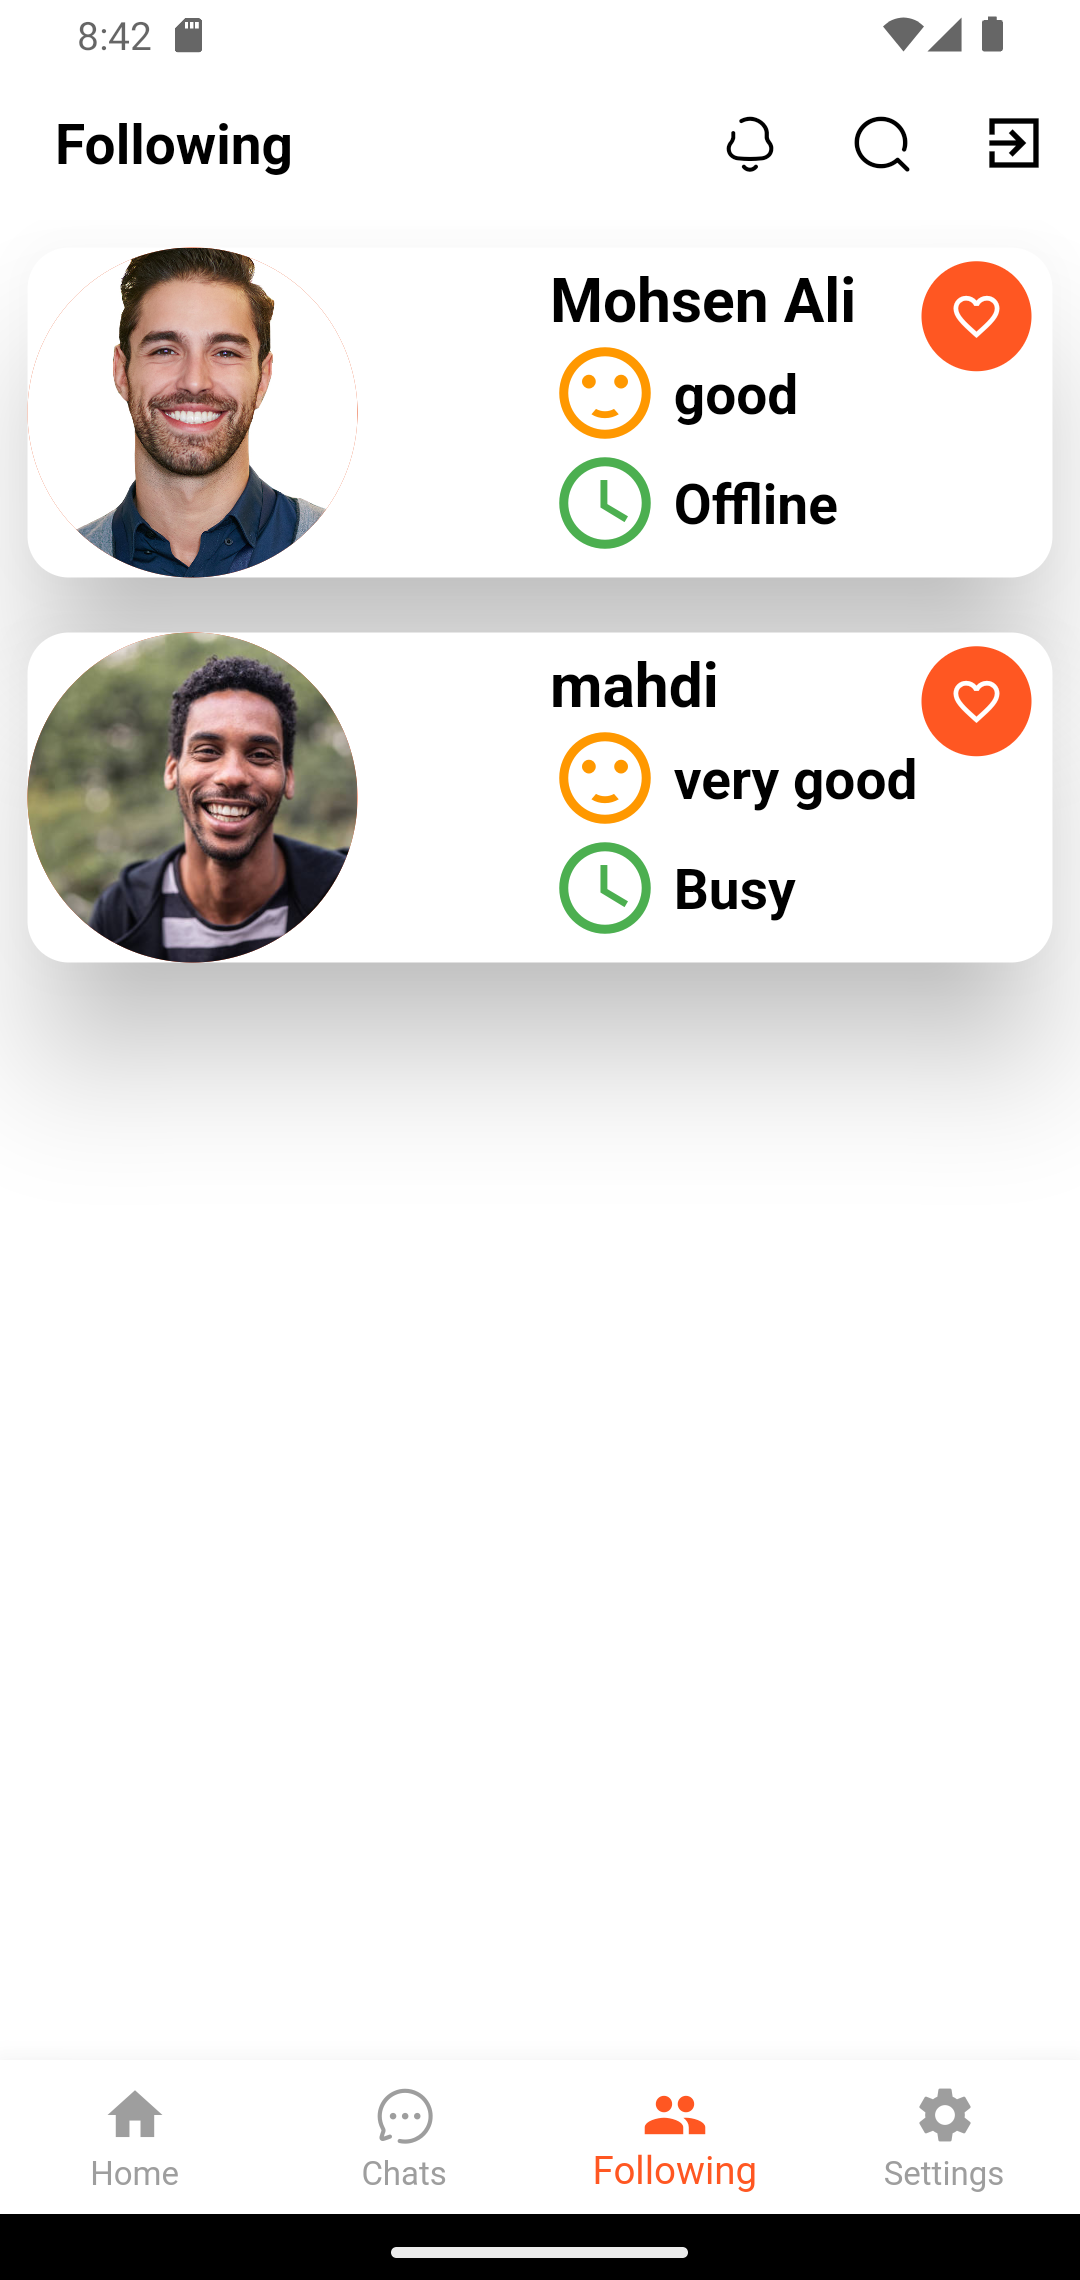 8:42
Following
Mohsen Ali
good
Offline
mahdi
very good
Busy
Home
Chats
Following
Settings